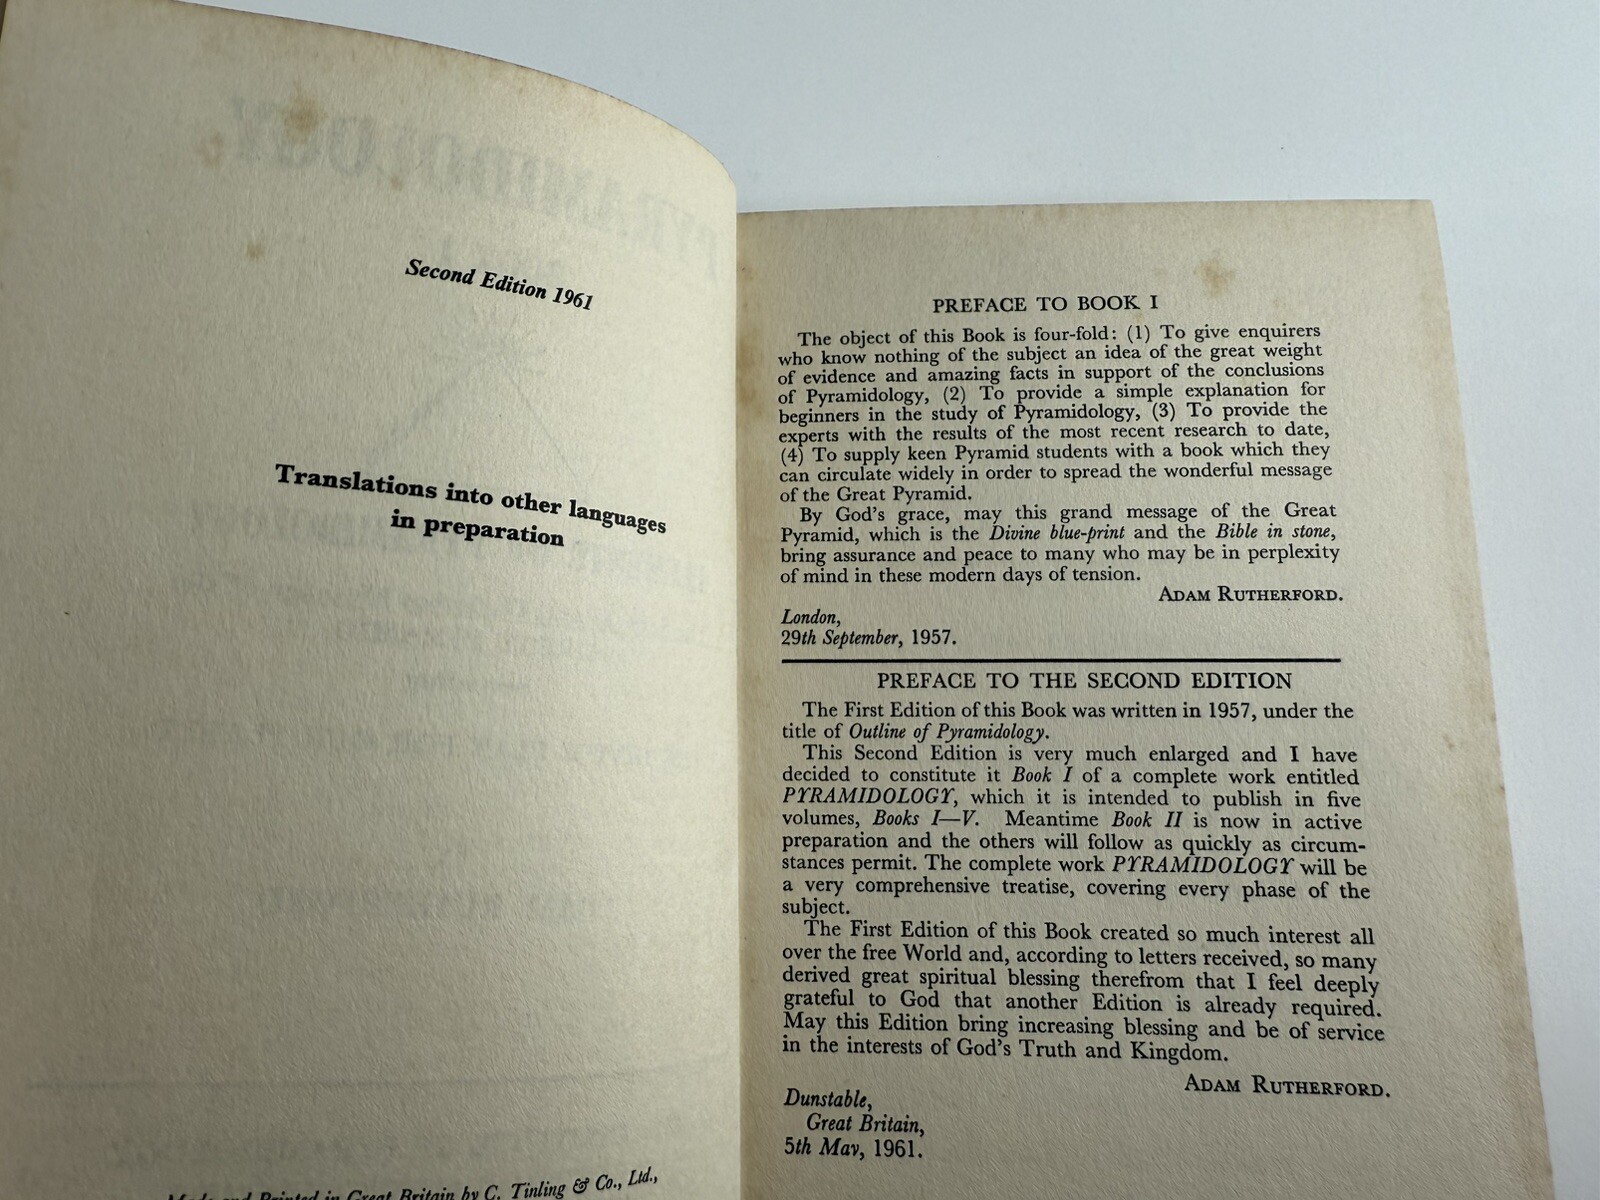 Second Edition 1961
Translations into other languages
in preparation
Made and Printed in Great Britain by C. Tinling & Co., Ltd.,
PREFACE TO BOOK I
The object of this Book is four-fold: (1) To give enquirers
who know nothing of the subject an idea of the great weight
of evidence and amazing facts in support of the conclusions
of Pyramidology, (2) To provide a simple explanation for
beginners in the study of Pyramidology, (3) To provide the
experts with the results of the most recent research to date,
(4) To supply keen Pyramid students with a book which they
can circulate widely in order to spread the wonderful message
of the Great Pyramid.
By God's grace, may this grand message of the Great
Pyramid, which is the Divine blue-print and the Bible in stone,
bring assurance and peace to many who may be in perplexity
of mind in these modern days of tension.
ADAM RUTHERFORD.
London,
29th September, 1957.
PREFACE TO THE SECOND EDITION
The First Edition of this Book was written in 1957, under the
title of Outline of Pyramidology.
This Second Edition is very much enlarged and I have
decided to constitute it Book I of a complete work entitled
PYRAMIDOLOGY, which it is intended to publish in five
volumes, Books I—V. Meantime Book II is now in active
preparation and the others will follow as quickly as circum-
stances permit. The complete work PYRAMIDOLOGY will be
a very comprehensive treatise, covering every phase of the
subject.
The First Edition of this Book created so much interest all
over the free World and, according to letters received, so many
derived great spiritual blessing therefrom that I feel deeply
grateful to God that another Edition is already required.
May this Edition bring increasing blessing and be of service
in the interests of God's Truth and Kingdom.
ADAM RUTHERFORD.
Dunstable,
Great Britain,
5th May, 1961.